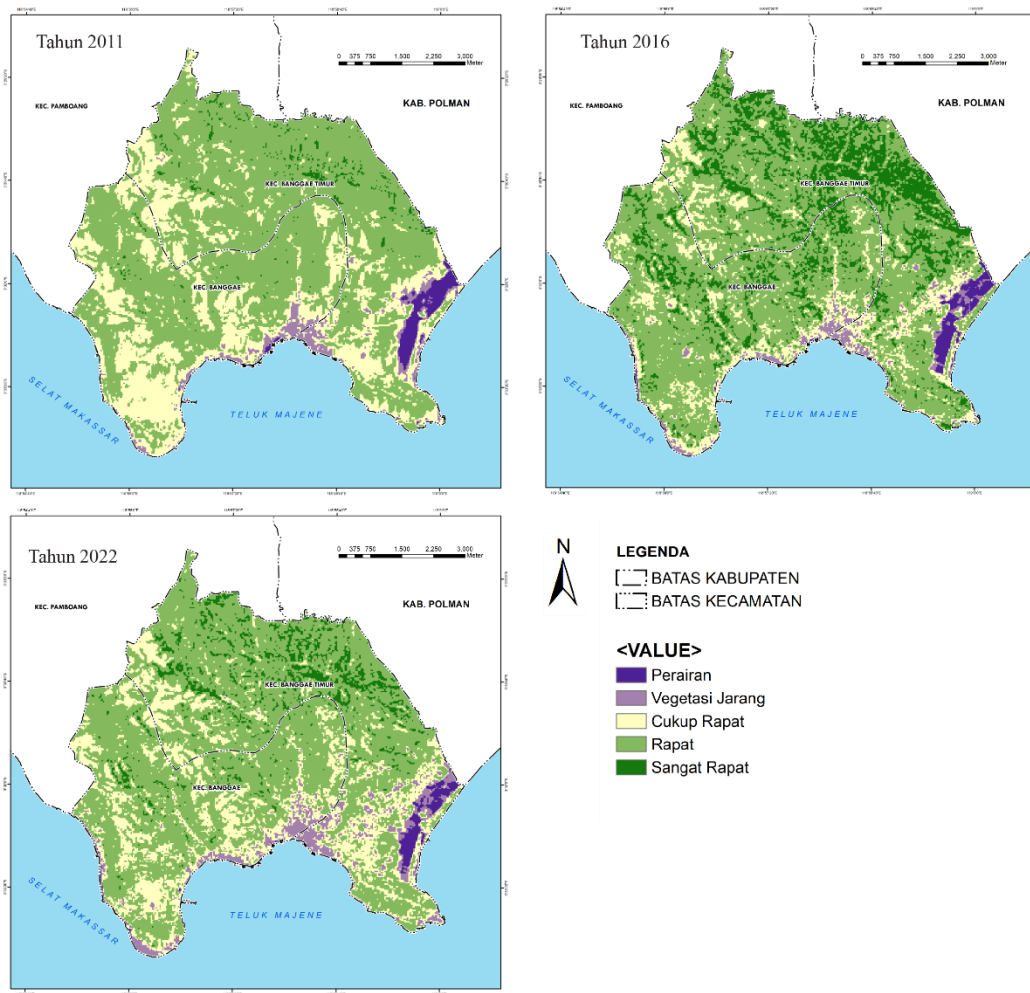 Tahun 2011
0 375 750 1,500 2,250 3,000
Meter
KEC. PAMBOANG
KAB. POLMAN
KEC. BANGGAE TIMUR
KEC. BANGGAE
SELAT MAKASSAR
TELUK MAJENE
Tahun 2016
0 375 750 1,500 2,250 3,000
Meter
KEC. PAMBOANG
KAB. POLMAN
KEC. BANGGAE TIMUR
KEC. BANGGAE
SELAT MAKASSAR
TELUK MAJENE
Tahun 2022
0 375 750 1,500 2,250 3,000
Meter
KEC. PAMBOANG
KAB. POLMAN
KEC. BANGGAE TIMUR
KEC. BANGGAE
SELAT MAKASSAR
TELUK MAJENE
N
LEGENDA
BATAS KABUPATEN
BATAS KECAMATAN
<VALUE>
Perairan
Vegetasi Jarang
Cukup Rapat
Rapat
Sangat Rapat